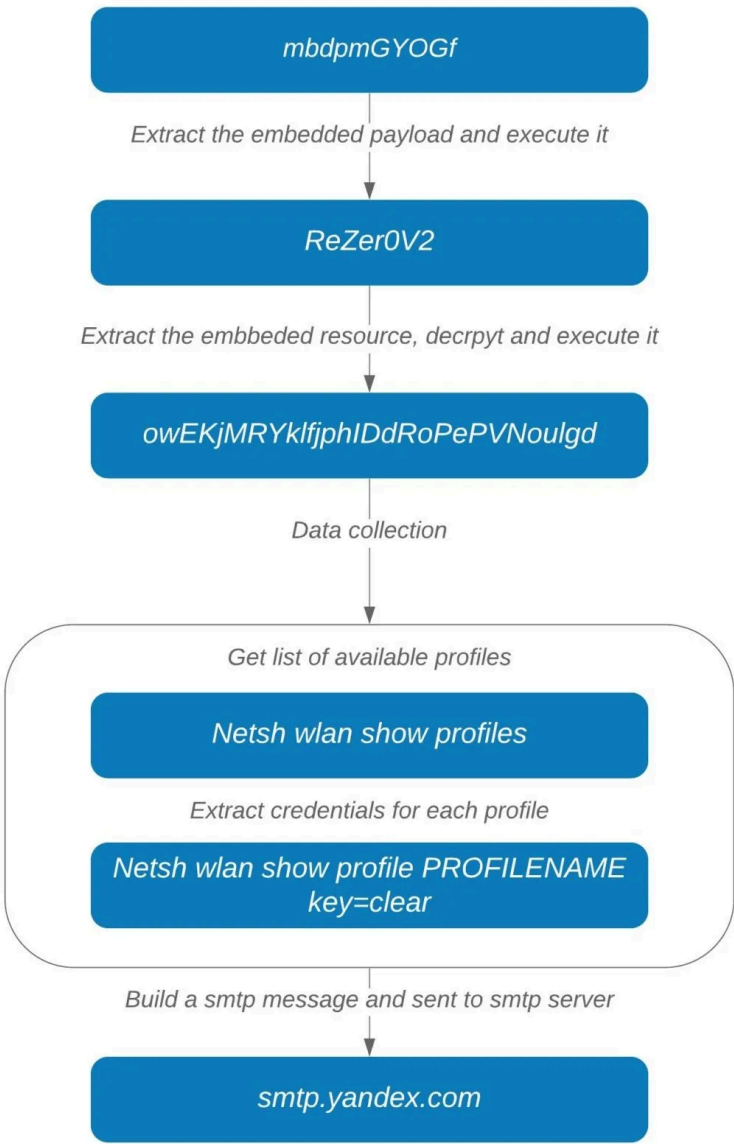 mbdpmGYOGf
Extract the embedded payload and execute it
ReZer0V2
Extract the embbeded resource, decrpyt and execute it
owEKjMRYklfjphIDdRoPePVNoulgd
Data collection
Get list of available profiles
Netsh wlan show profiles
Extract credentials for each profile
Netsh wlan show profile PROFILENAME
key=clear
Build a smtp message and sent to smtp server
smtp.yandex.com